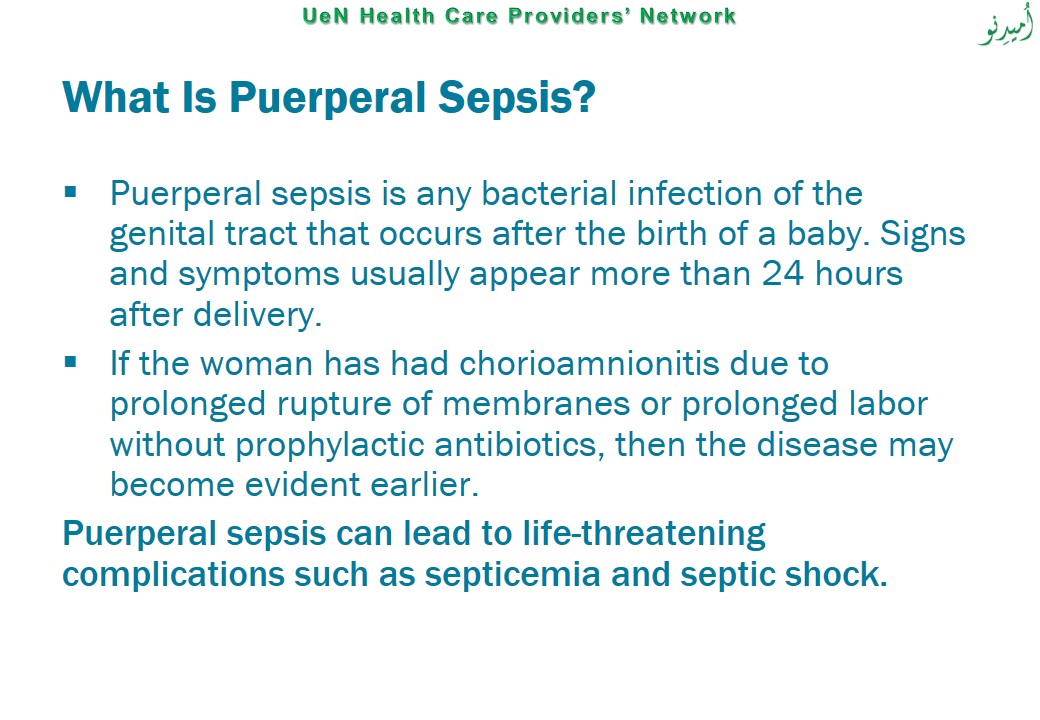 UeN Health Care Providers’ Network
اُميدِنو
What Is Puerperal Sepsis?
▪ Puerperal sepsis is any bacterial infection of the
genital tract that occurs after the birth of a baby. Signs
and symptoms usually appear more than 24 hours
after delivery.
▪ If the woman has had chorioamnionitis due to
prolonged rupture of membranes or prolonged labor
without prophylactic antibiotics, then the disease may
become evident earlier.
Puerperal sepsis can lead to life-threatening
complications such as septicemia and septic shock.